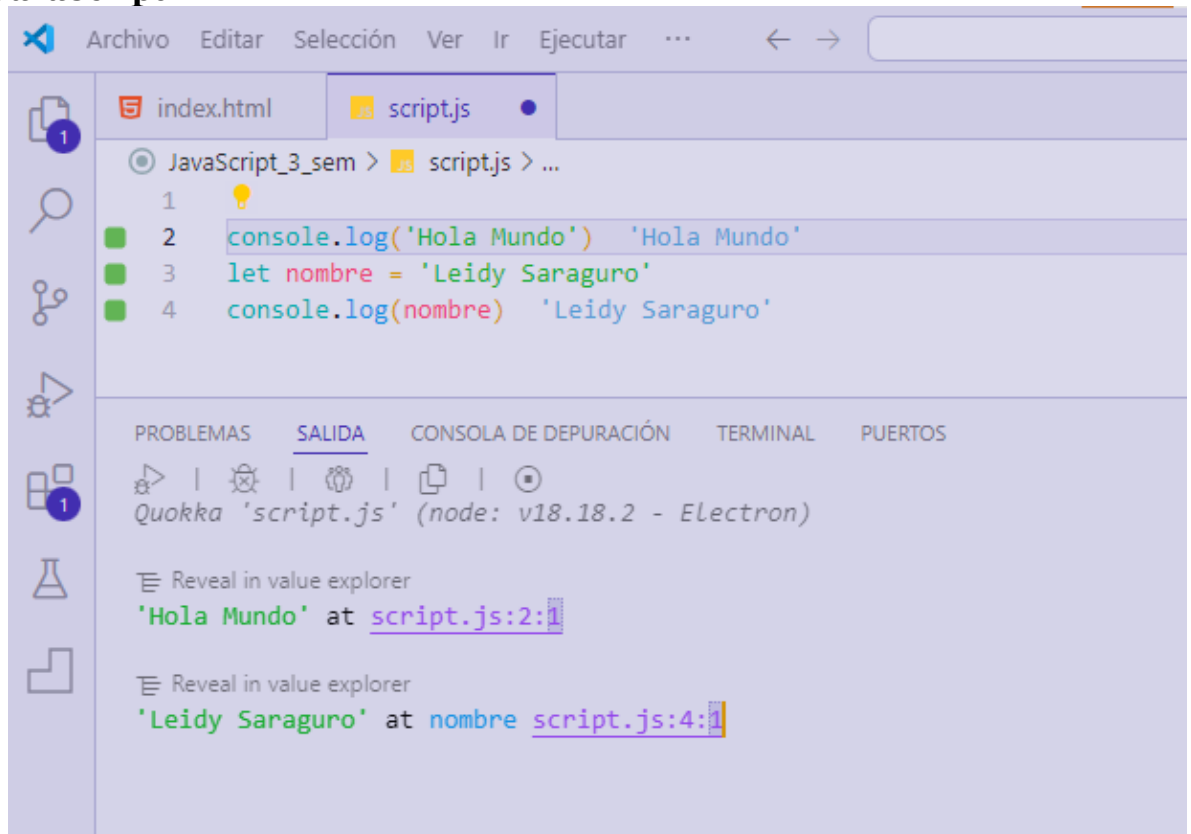 Archivo Editar Selección Ver Ir Ejecutar ...
index.html script.js
JavaScript_3_sem > JS script.js > ...
1
2 console.log('Hola Mundo') 'Hola Mundo'
3 let nombre = 'Leidy Saraguro'
4 console.log(nombre) 'Leidy Saraguro'
1
1
PROBLEMAS SALIDA CONSOLA DE DEPURACIÓN TERMINAL PUERTOS
Quokka 'script.js' (node: v18.18.2 - Electron)
Reveal in value explorer
'Hola Mundo' at script.js:2:1
Reveal in value explorer
'Leidy Saraguro' at nombre script.js:4:1